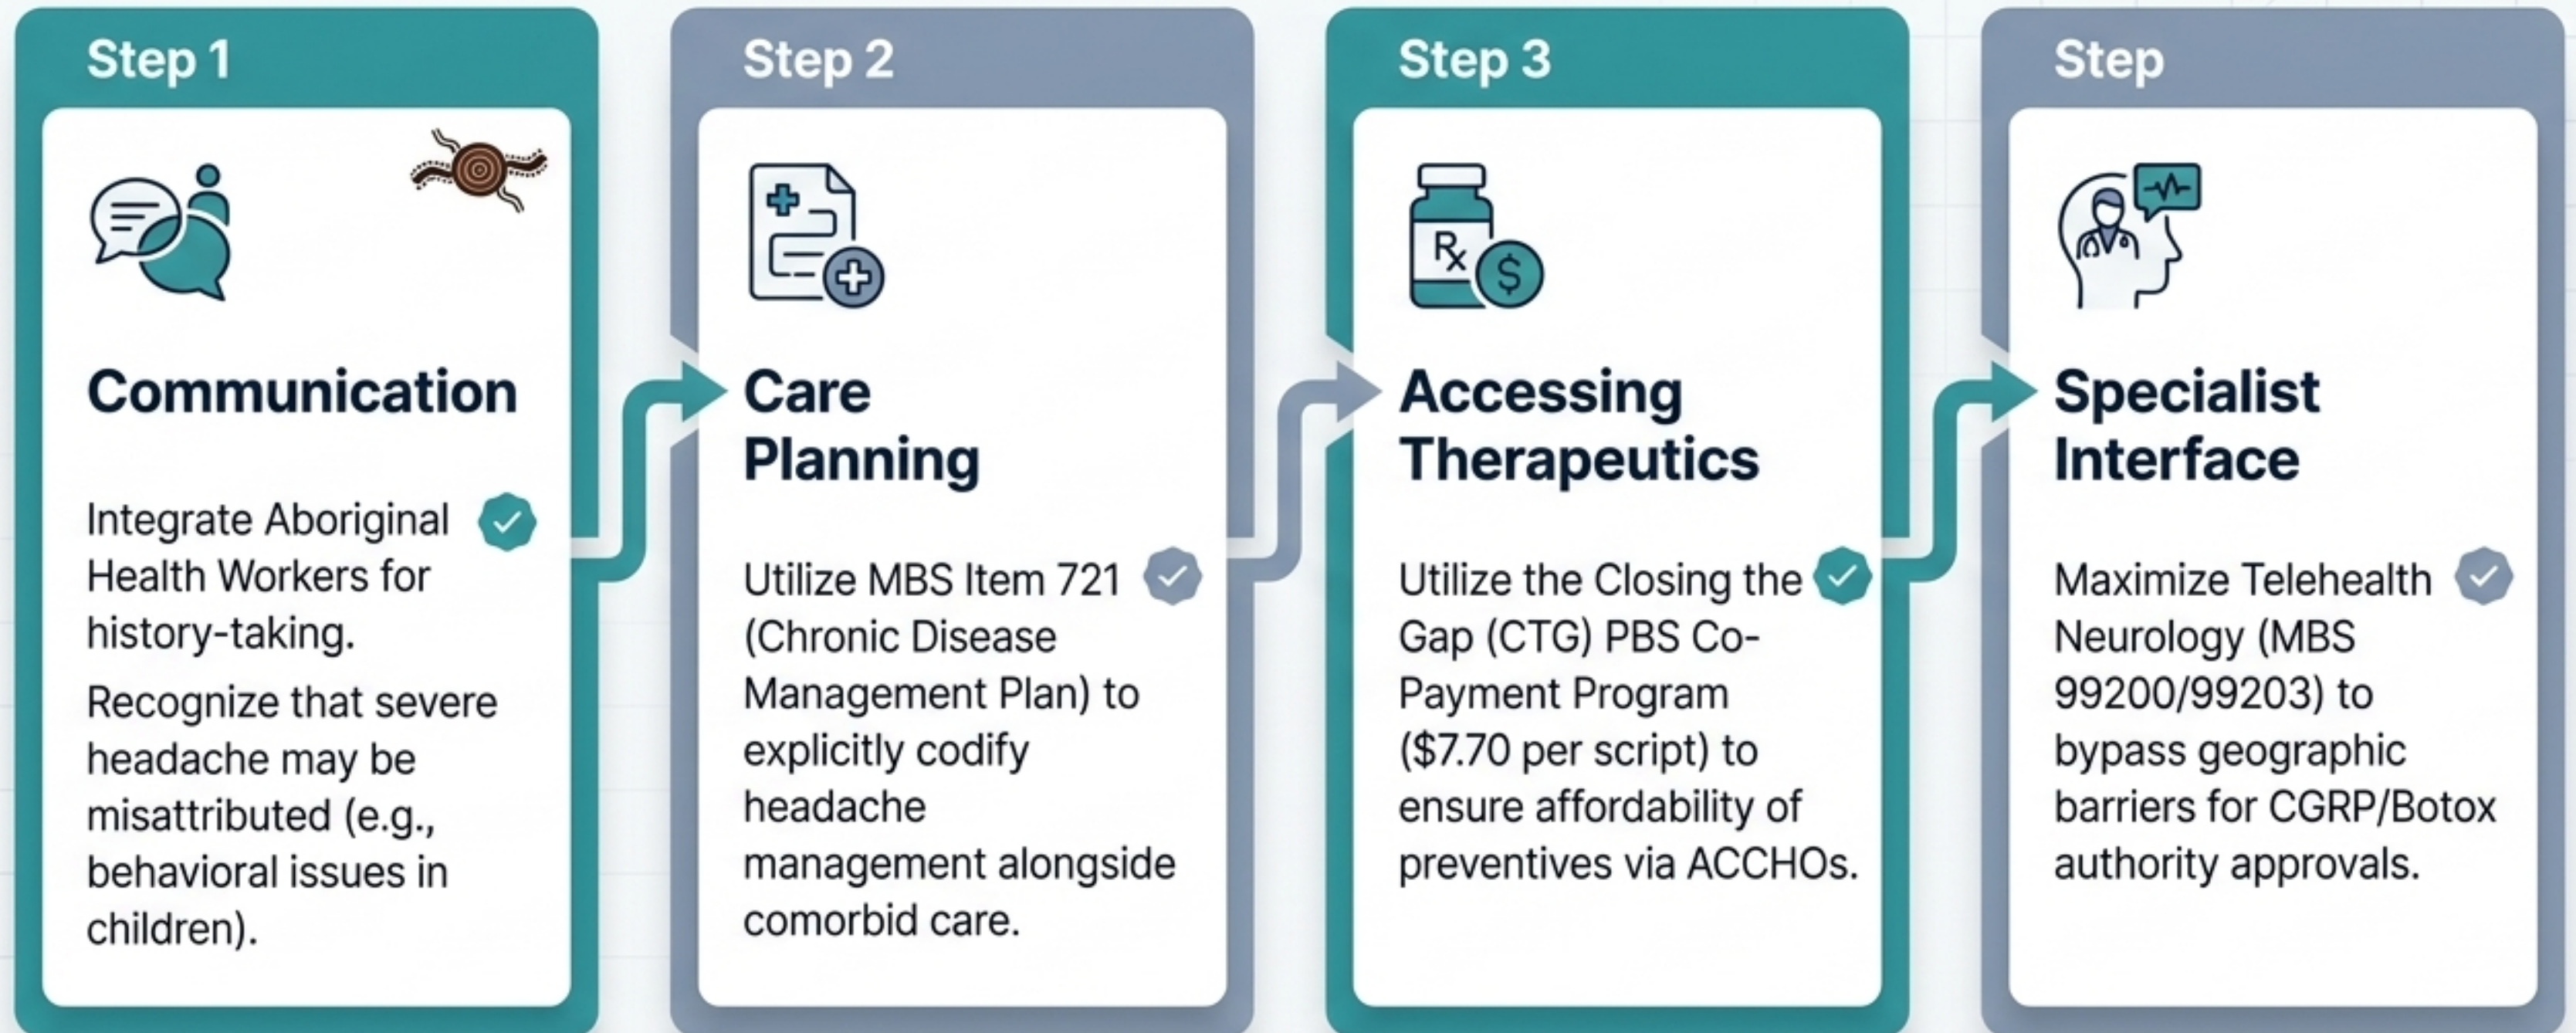 Step 1
Communication
Integrate Aboriginal
Health Workers for
history-taking.
Recognize that severe
headache may be
misattributed (e.g.,
behavioral issues in
children).
Step 2
Care
Planning
Utilize MBS Item 721
(Chronic Disease
Management Plan) to
explicitly codify
headache
management alongside
comorbid care.
Step 3
Rx
$
Accessing
Therapeutics
Utilize the Closing the
Gap (CTG) PBS Co-
Payment Program
($7.70 per script) to
ensure affordability of
preventives via ACCHOs.
Step
Specialist
Interface
Maximize Telehealth
Neurology (MBS
99200/99203) to
bypass geographic
barriers for CGRP/Botox
authority approvals.